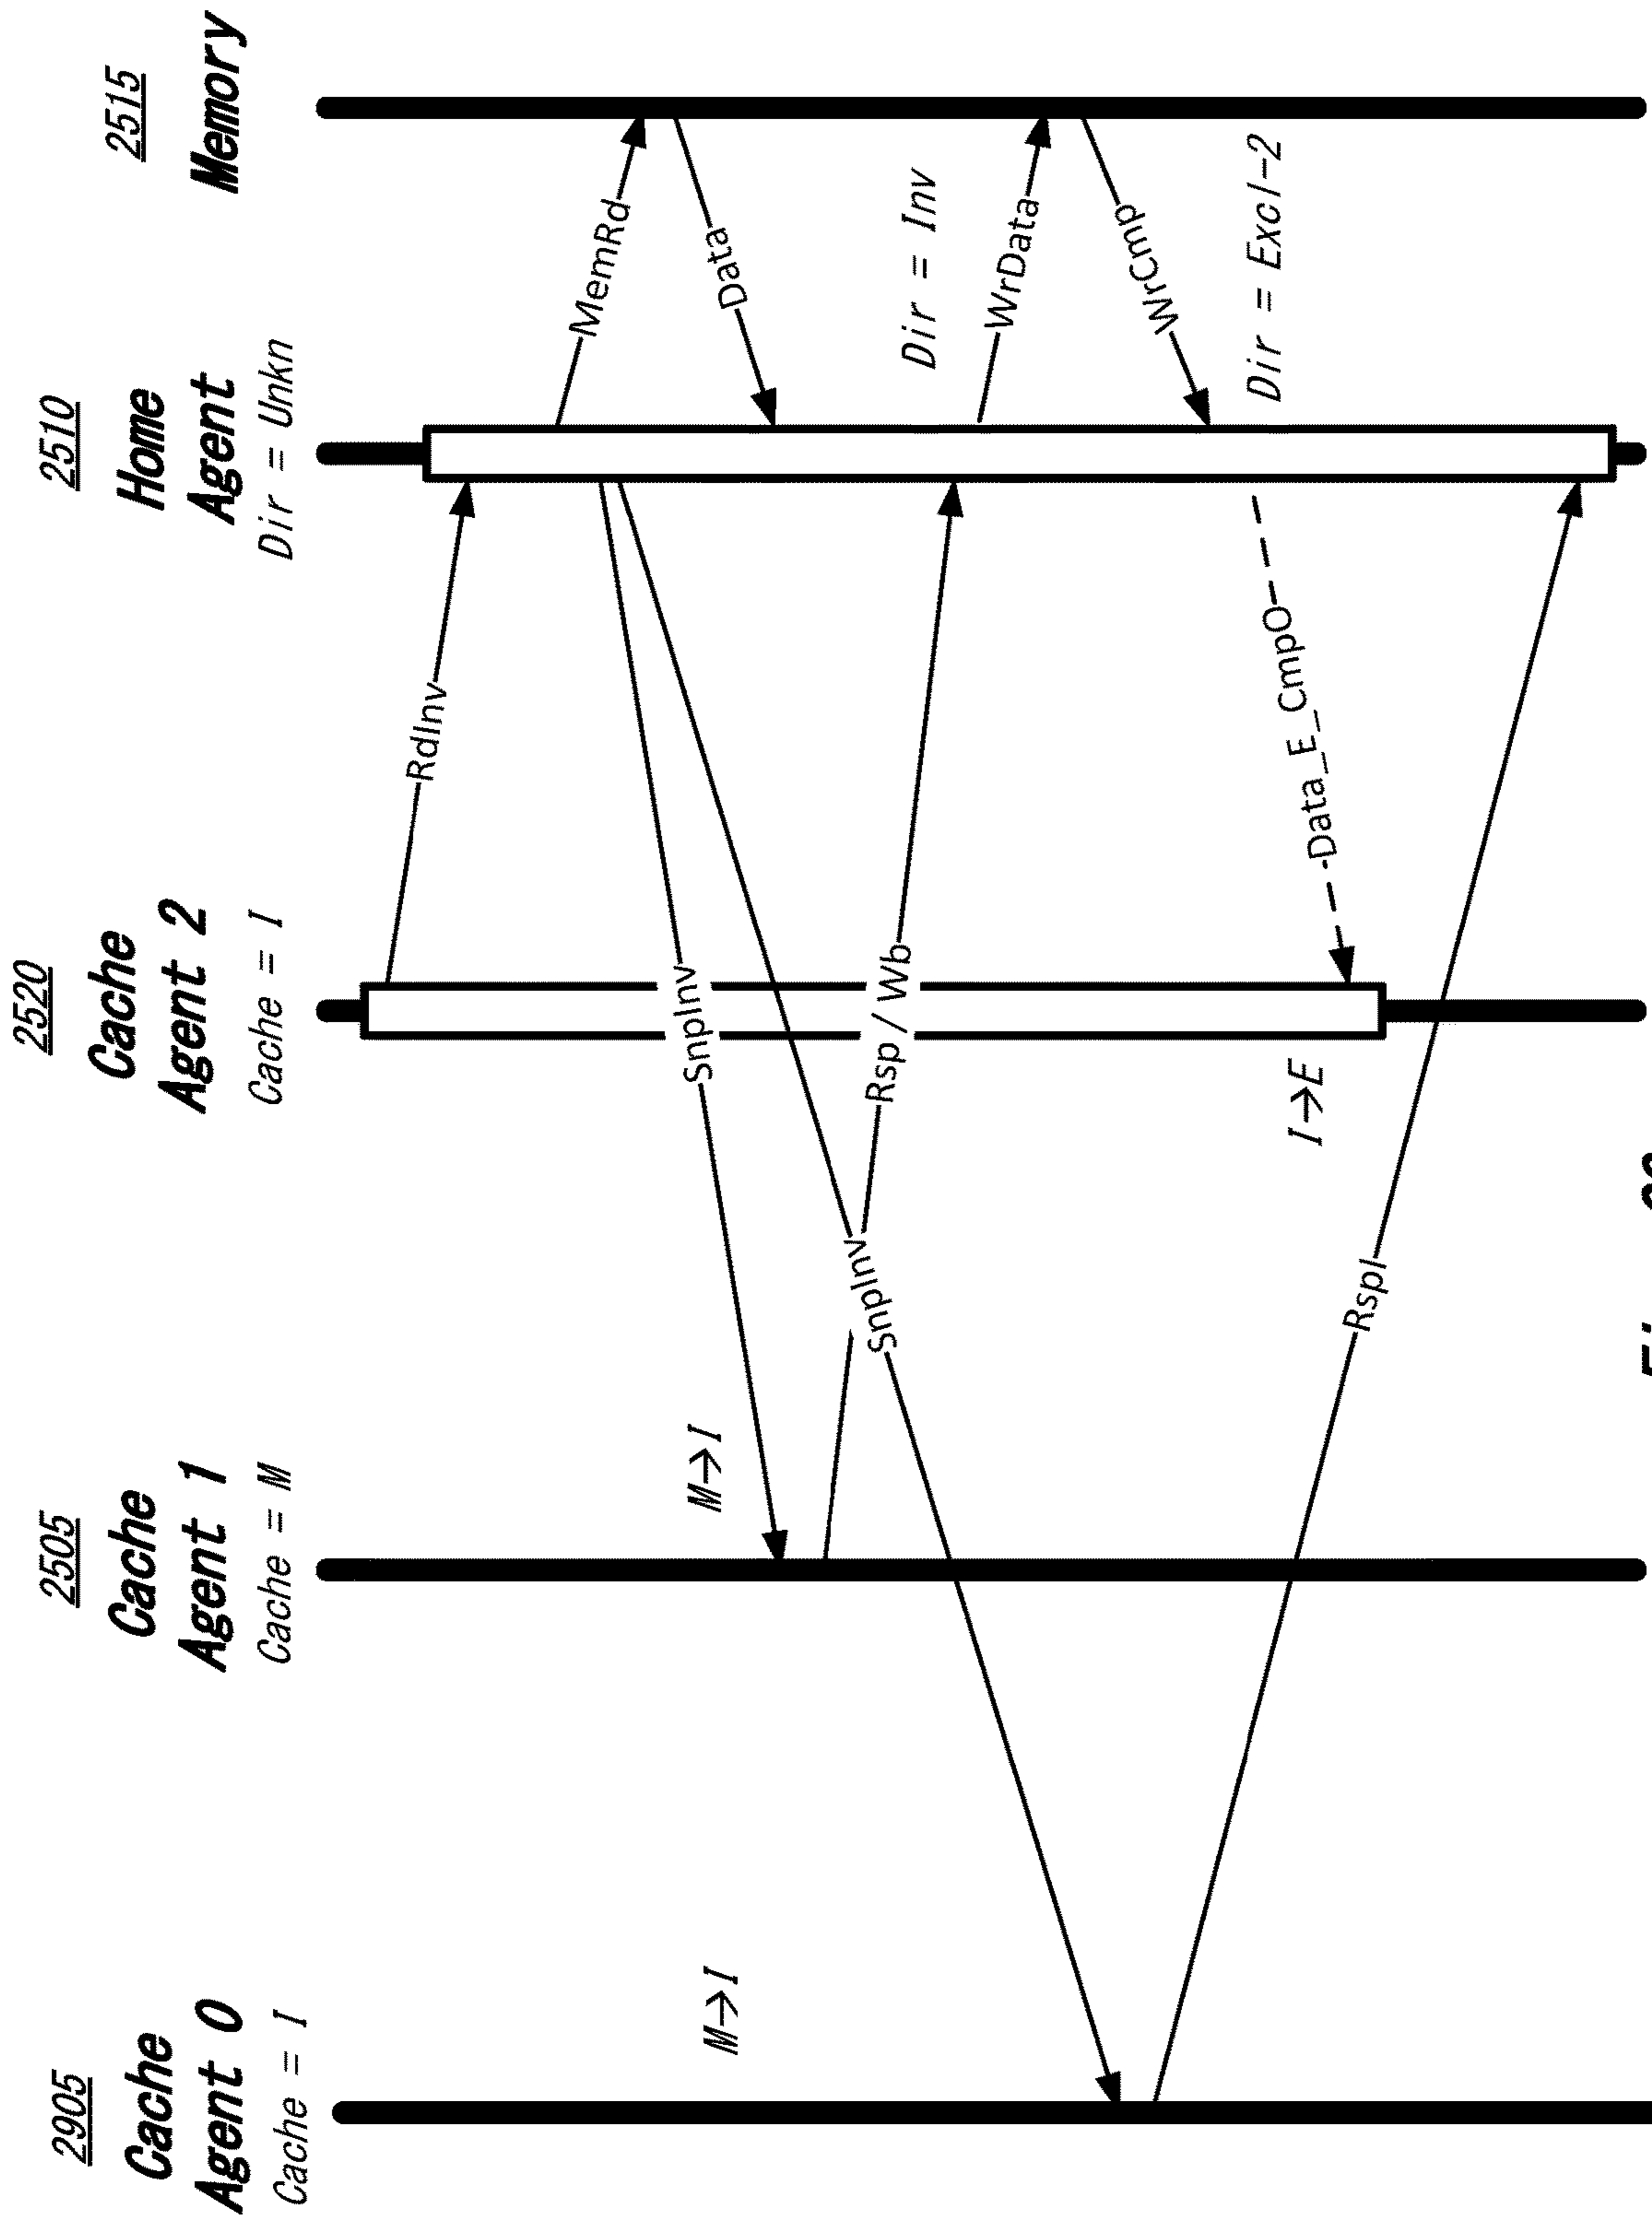 2905
Cache
Agent 0
Cache = I
2505
Cache
Agent 1
Cache = M
2520
Cache
Agent 2
Cache = I
2510
Home
Agent
Dir = Unkn
2515
Memory
RdInv
MemRd
Data
SnpInv
M→I
M→I
SnpInv
Rsp / Wb
Dir = Inv
WrData
WrCmp
Dir = Excl-2
Data_E_CmpO
I→E
RspI